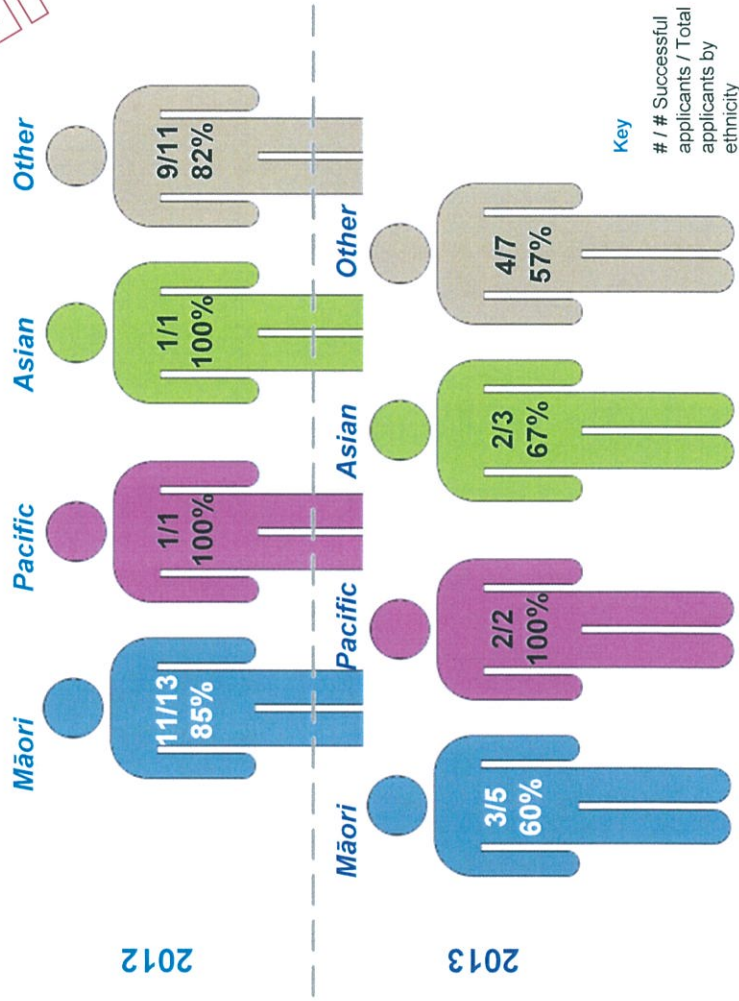 2012
Māori
Pacific
Asian
Other
11/13
85%
1/1
100%
1/1
100%
9/11
82%
2013
Māori
Pacific
Asian
Other
3/5
60%
2/2
100%
2/3
67%
4/7
57%
Key
# / # Successful
applicants / Total
applicants by
ethnicity